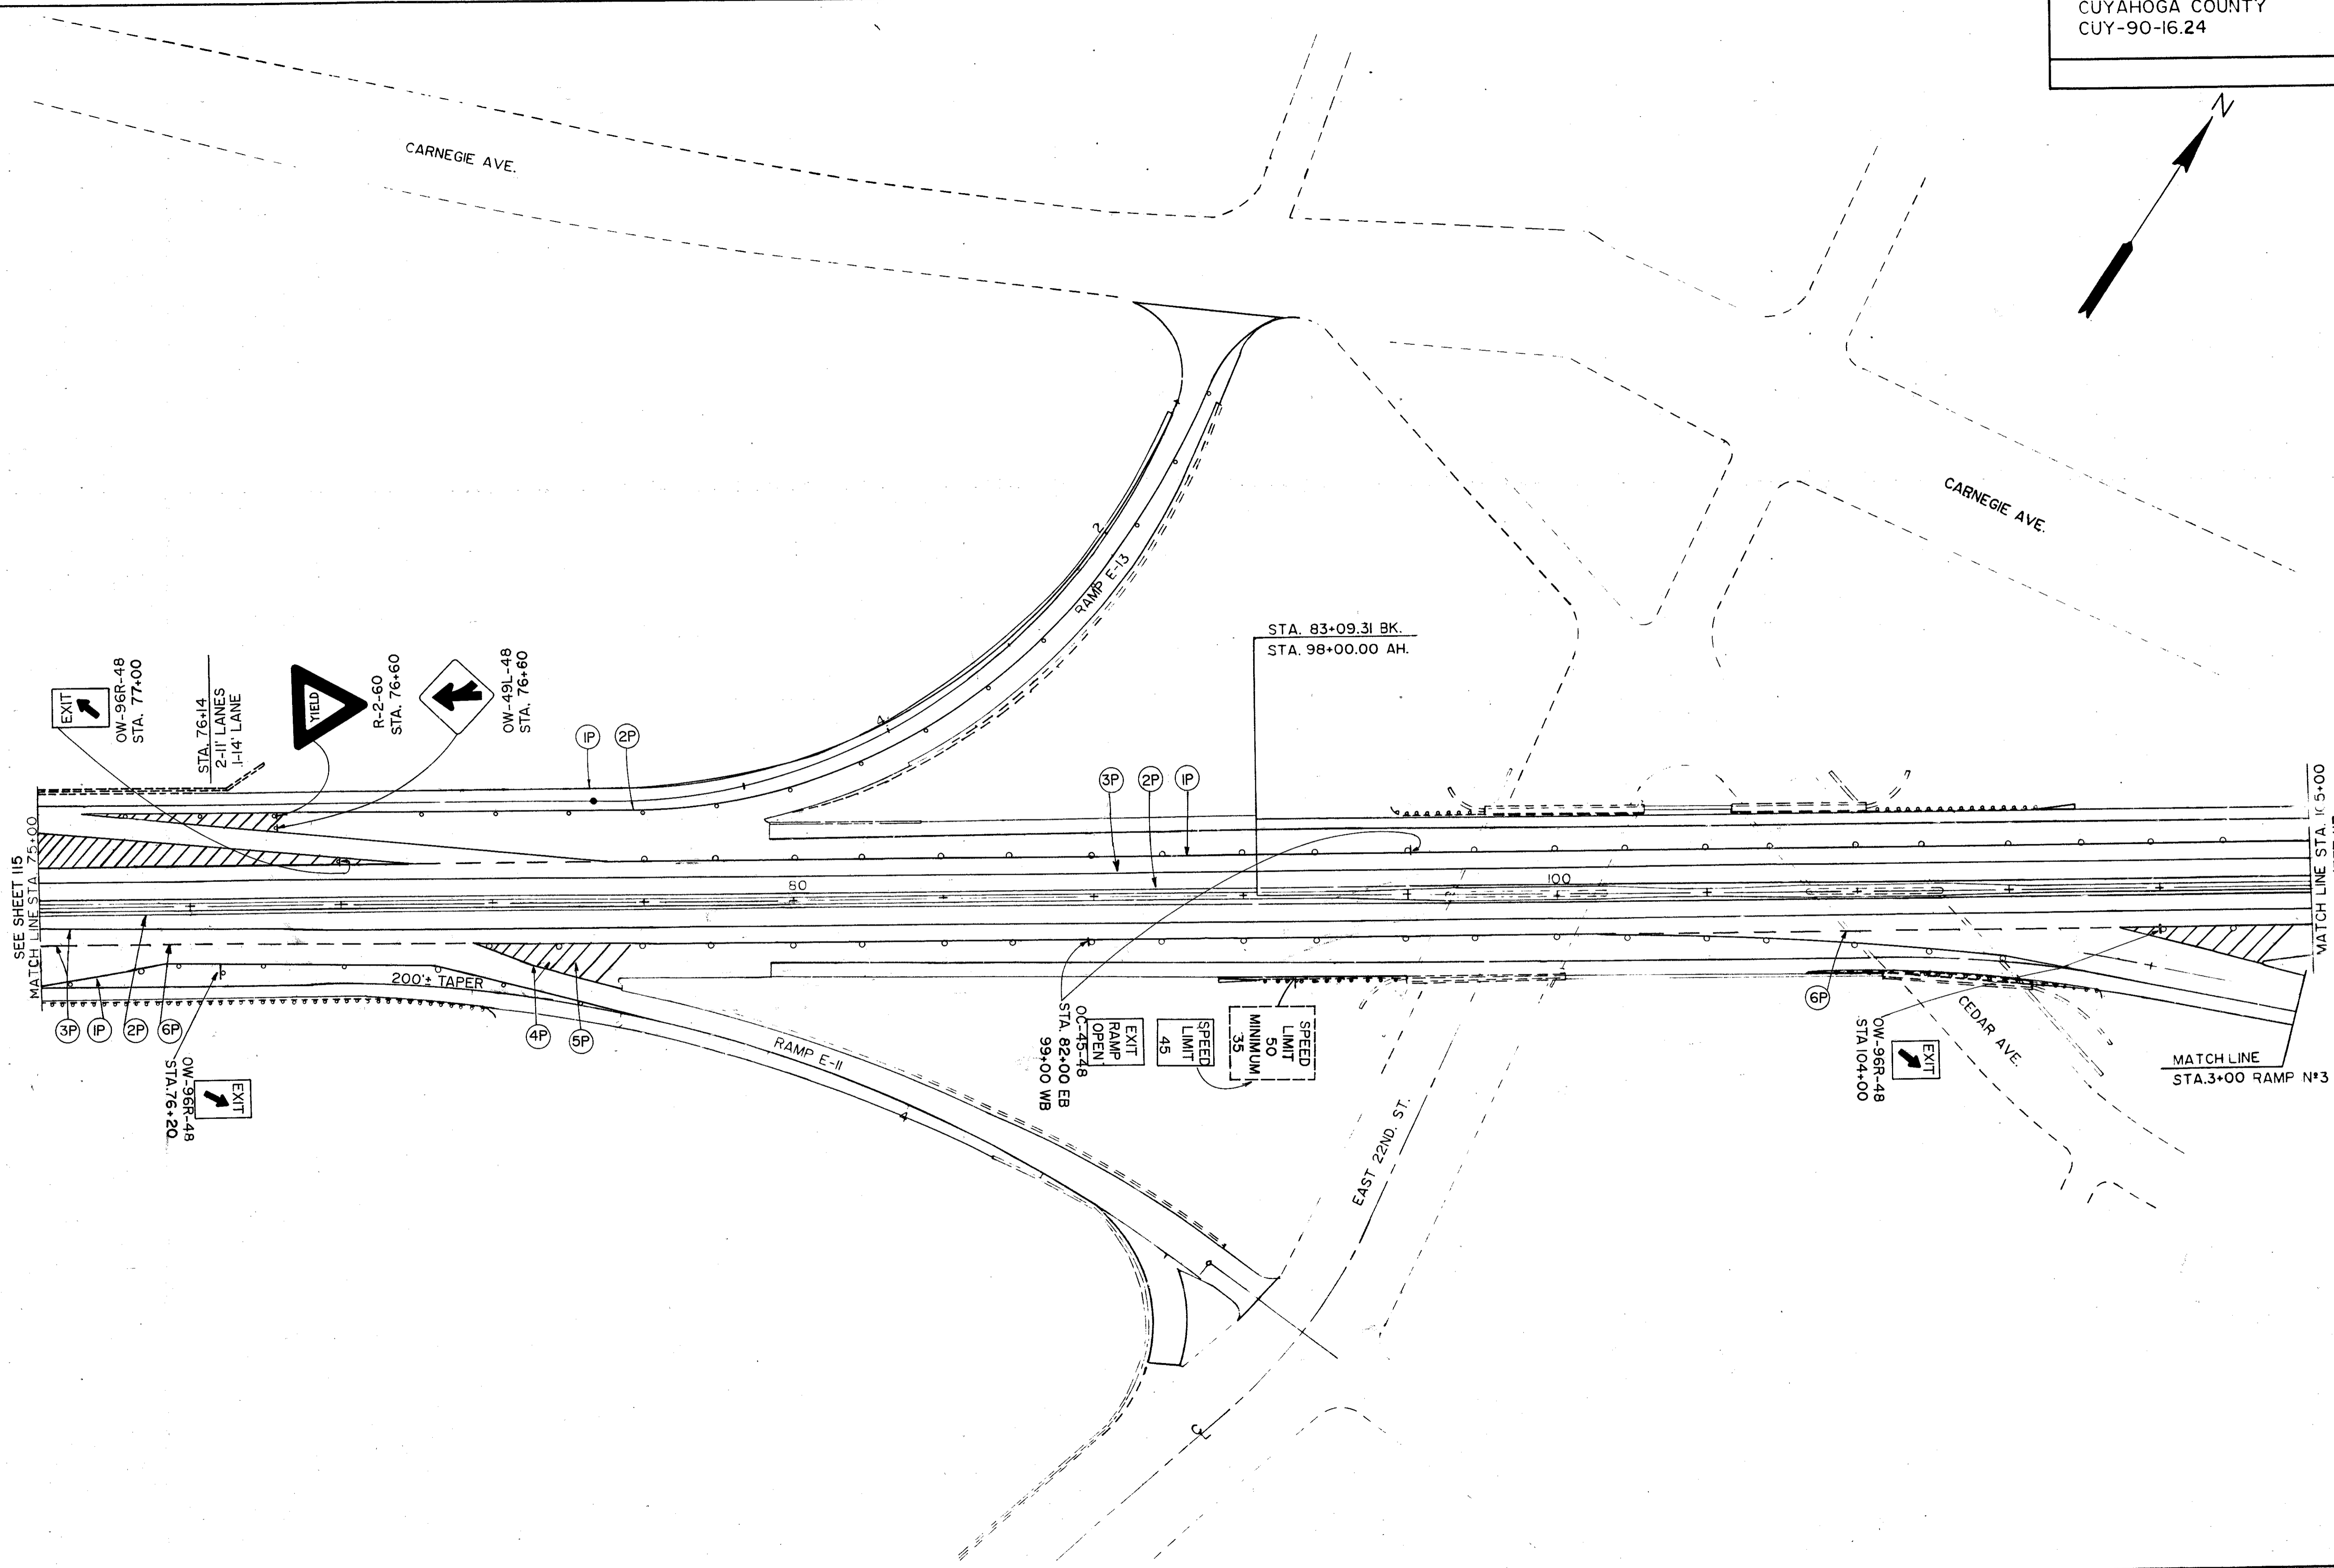 CUYAHOGA COUNTY
CUY-90-16.24
N
CARNEGIE AVE.
CARNEGIE AVE.
2
RAMP E-13
4
STA. 83+09.31 BK.
STA. 98+00.00 AH.
EXIT
OW-96R-48
STA. 77+00
STA. 76+14
2-11' LANES
1-14' LANE
YIELD
R-2-60
STA. 76+60
OW-49L-48
STA. 76+60
1P
2P
3P
2P
1P
SEE SHEET 115
MATCH LINE STA. 75+00
80
100
MATCH LINE STA. 105+00
200'± TAPER
3P
1P
2P
6P
4P
5P
6P
OW-96R-48
STA.76+20
EXIT
RAMP E-11
4
OC-45-48
STA. 82+00 EB
99+00 WB
EXIT
RAMP
OPEN
SPEED
LIMIT
45
SPEED
LIMIT
50
MINIMUM
35
OW-96R-48
STA 104+00
EXIT
CEDAR AVE.
MATCH LINE
STA.3+00 RAMP Nº3
EAST 22ND. ST.